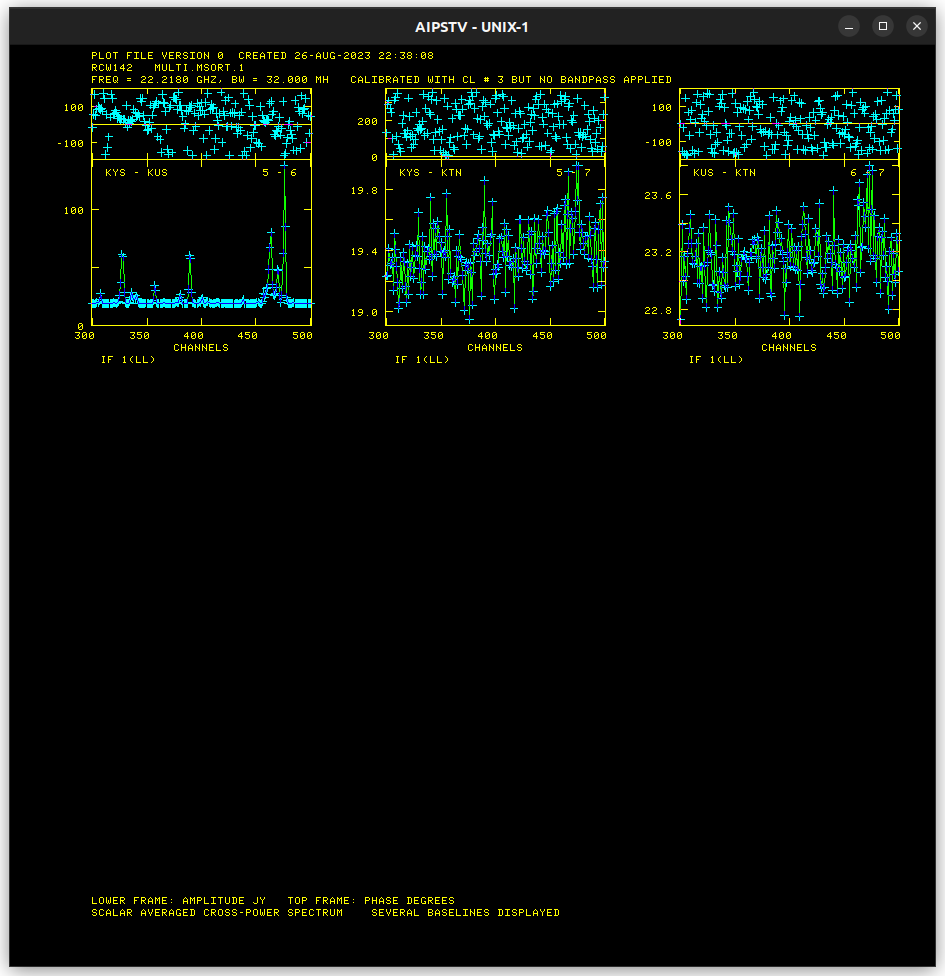 AIPSTV - UNIX-1
PLOT FILE VERSION 0 CREATED 26-AUG-2023 22:38:08
RCW142 MULTI.MSORT.1
FREQ = 22.2180 GHZ, BW = 32.000 MH CALIBRATED WITH CL # 3 BUT NO BANDPASS APPLIED
100 200 100
-100 0 -100
KYS - KUS 5 - 6 KYS - KTN 5 - 7 KUS - KTN 6 - 7
19.8 23.6
100
19.4 23.2
19.0 22.8
0
300 350 400 450 500 300 350 400 450 500 300 350 400 450 500
CHANNELS CHANNELS CHANNELS
IF 1(LL) IF 1(LL) IF 1(LL)
LOWER FRAME: AMPLITUDE JY TOP FRAME: PHASE DEGREES
SCALAR AVERAGED CROSS-POWER SPECTRUM SEVERAL BASELINES DISPLAYED